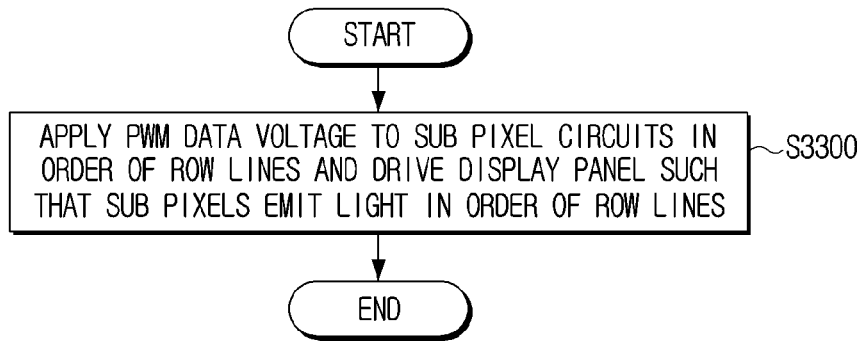 START
APPLY PWM DATA VOLTAGE TO SUB PIXEL CIRCUITS IN
ORDER OF ROW LINES AND DRIVE DISPLAY PANEL SUCH
THAT SUB PIXELS EMIT LIGHT IN ORDER OF ROW LINES
S3300
END